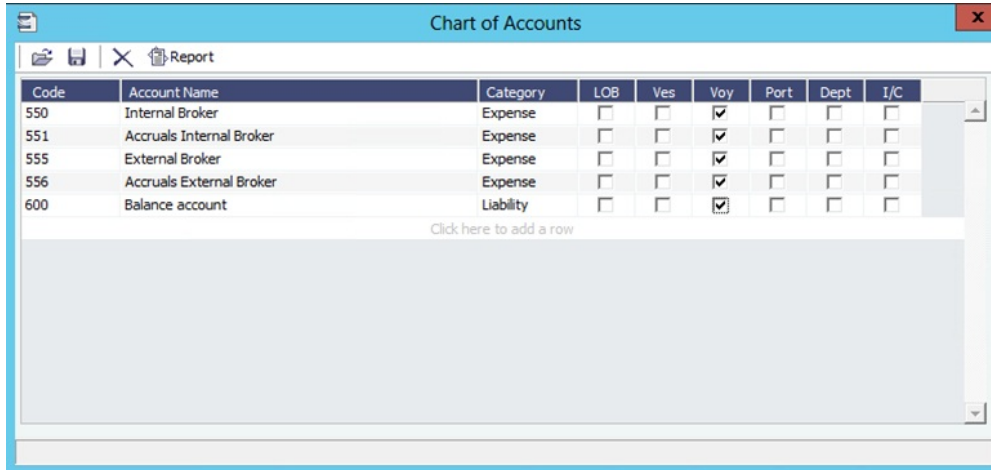 Chart of Accounts
x
Report
Code Account Name Category LOB Ves Voy Port Dept I/C
550 Internal Broker Expense
551 Accruals Internal Broker Expense
555 External Broker Expense
556 Accruals External Broker Expense
600 Balance account Liability
Click here to add a row